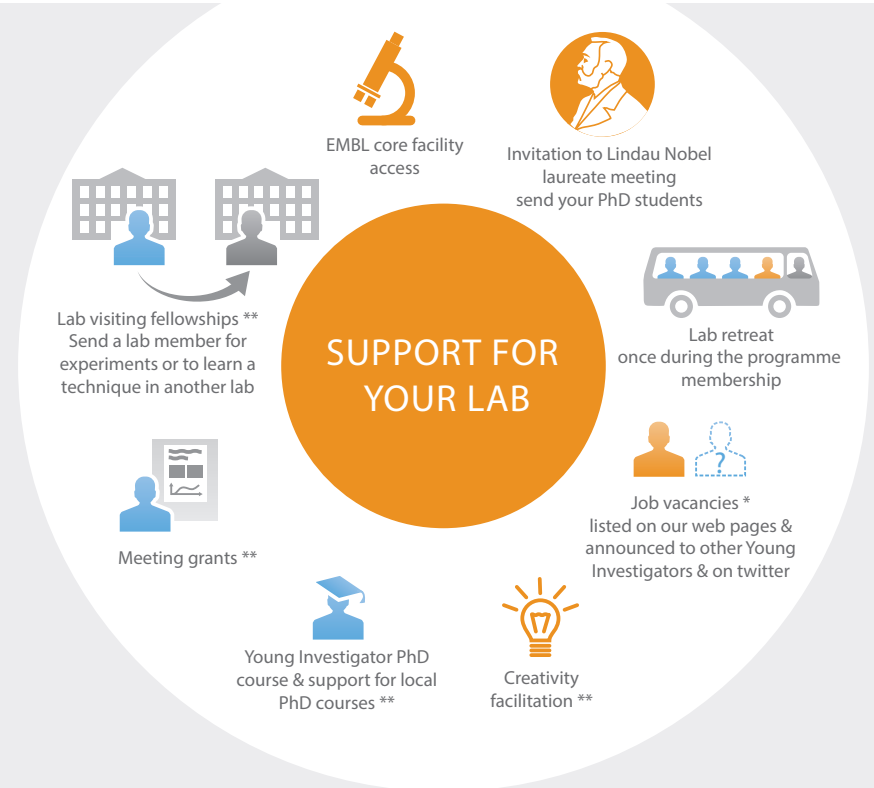 EMBL core facility
access
Invitation to Lindau Nobel
laureate meeting
send your PhD students
Lab visiting fellowships **
Send a lab member for
experiments or to learn a
technique in another lab
SUPPORT FOR
YOUR LAB
Lab retreat
once during the programme
membership
?
Job vacancies *
listed on our web pages &
announced to other Young
Investigators & on twitter
Meeting grants **
Young Investigator PhD
course & support for local
PhD courses **
Creativity
facilitation **